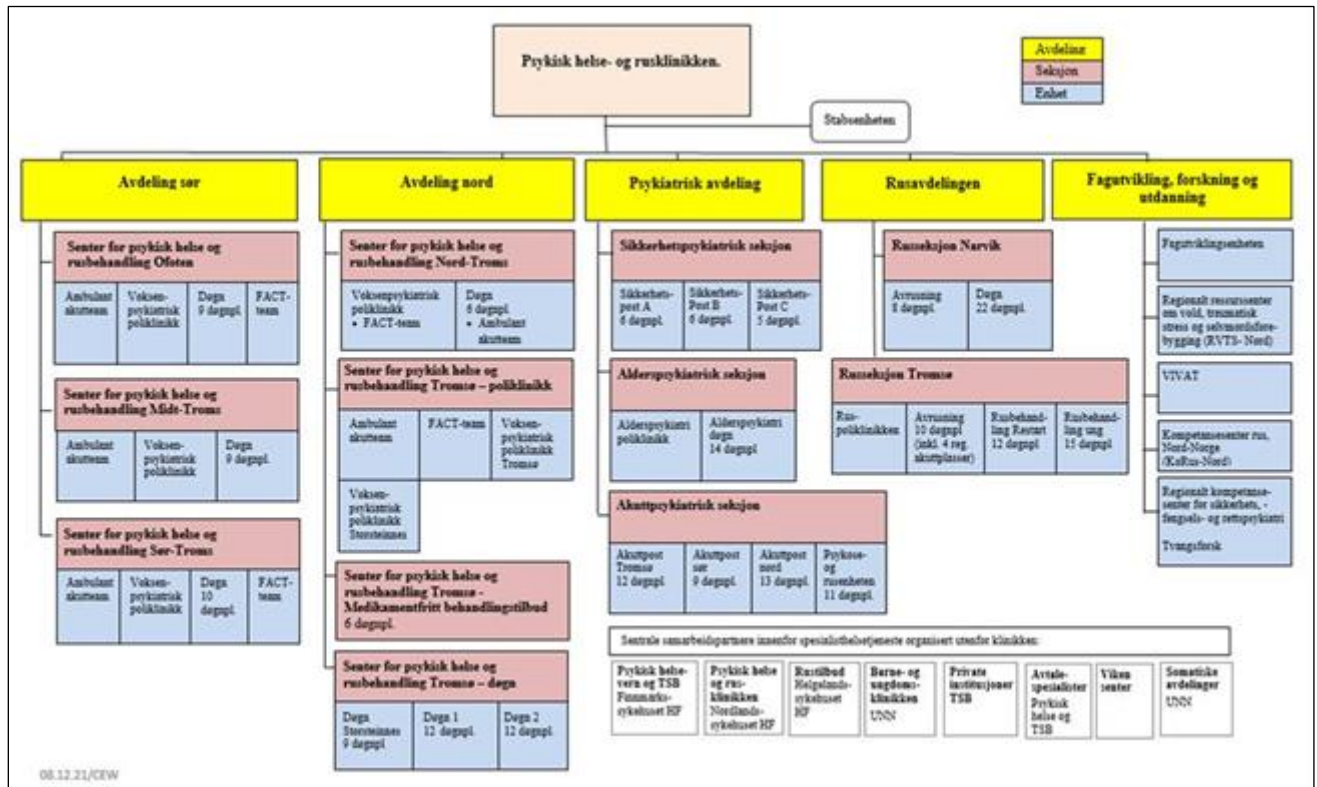 Psykisk helse- og rusklinikken.
Avdeling
Seksjon
Enhet
Stabsenheten
Avdeling sør
Senter for psykisk helse og
rusbehandling Ofoten
Ambulant
akutteam
Voksen-
psykiatrisk
poliklinikk
Døgn
9 døgnpl.
FACT-
team
Senter for psykisk helse og
rusbehandling Midt-Troms
Ambulant
akutteam
Voksen-
psykiatrisk
poliklinikk
Døgn
9 døgnpl.
Senter for psykisk helse og
rusbehandling Sør-Troms
Ambulant
akutteam
Voksen-
psykiatrisk
poliklinikk
Døgn
10
døgnpl.
FACT-
team
Avdeling nord
Senter for psykisk helse og
rusbehandling Nord-Troms
Voksenpsykiatrisk
poliklinikk
• FACT-team
Døgn
6 døgnpl.
• Ambulant
akutteam
Senter for psykisk helse og
rusbehandling Tromsø – poliklinikk
Ambulant
akutteam
FACT-team
Voksen-
psykiatrisk
poliklinikk
Tromsø
Voksen-
psykiatrisk
poliklinikk
Storsteinnes
Senter for psykisk helse og
rusbehandling Tromsø -
Medikamentfritt behandlingstilbud
6 døgnpl.
Senter for psykisk helse og
rusbehandling Tromsø – døgn
Døgn
Storsteinnes
9 døgnpl
Døgn 1
12 døgnpl.
Døgn 2
12 døgnpl.
Psykiatrisk avdeling
Sikkerhetspsykiatrisk seksjon
Sikkerhets-
post A
6 døgnpl.
Sikkerhets-
Post B
6 døgnpl.
Sikkerhets-
Post C
5 døgnpl.
Alderspsykiatrisk seksjon
Alderspsykiatri
poliklinikk
Alderspsykiatri
døgn
14 døgnpl.
Akuttpsykiatrisk seksjon
Akuttpost
Tromsø
12 døgnpl.
Akuttpost
sør
9 døgnpl.
Akuttpost
nord
13 døgnpl.
Psykose-
og
rusenheten
11 døgnpl.
Rusavdelingen
Russeksjon Narvik
Avrusning
8 døgnpl.
Døgn
22 døgnpl.
Russeksjon Tromsø
Rus-
poliklinikken
Avrusning
10 døgnpl
(inkl. 4 reg.
akuttplasser)
Rusbehand-
ling Restart
12 døgnpl.
Rusbehand-
ling ung
15 døgnpl.
Fagutvikling, forskning og
utdanning
Fagutviklingsenheten
Regionalt ressurssenter
om vold, traumatisk
stress og selvmordsfore-
bygging (RVTS- Nord)
VIVAT
Kompetansesenter rus,
Nord-Norge
(KoRus-Nord)
Regionalt kompetanse-
senter for sikkerhets, -
fengsels- og rettspsykiatri
Tvangsforsk
Sentrale samarbeidspartnere innenfor spesialisthelsetjeneste organisert utenfor klinikken:
Psykisk helse-
vern og TSB
Finnmarks-
sykehuset HF
Psykisk helse
og rus-
klinikken
Nordlands-
sykehuset HF
Rustilbud
Helgelands-
sykehuset
HF
Barne- og
ungdoms-
klinikken
UNN
Private
institusjoner
TSB
Avtale-
spesialister
Psykisk
helse og
TSB
Viken
senter
Somatiske
avdelinger
UNN
08.12.21/CEW